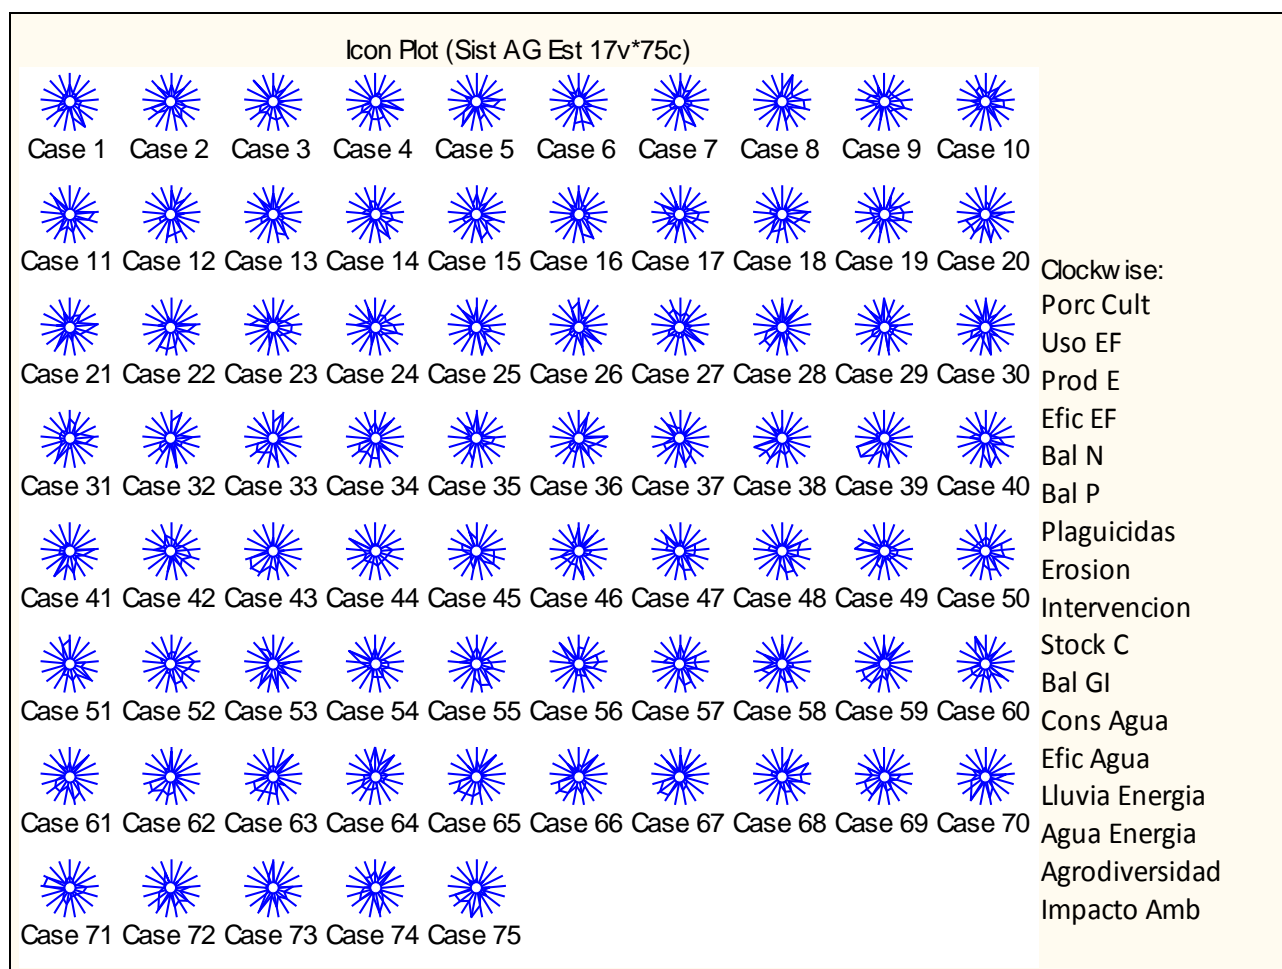 Icon Plot (Sist AG Est 17v*75c)
Case 1 Case 2 Case 3 Case 4 Case 5 Case 6 Case 7 Case 8 Case 9 Case 10
Case 11 Case 12 Case 13 Case 14 Case 15 Case 16 Case 17 Case 18 Case 19 Case 20
Case 21 Case 22 Case 23 Case 24 Case 25 Case 26 Case 27 Case 28 Case 29 Case 30
Case 31 Case 32 Case 33 Case 34 Case 35 Case 36 Case 37 Case 38 Case 39 Case 40
Case 41 Case 42 Case 43 Case 44 Case 45 Case 46 Case 47 Case 48 Case 49 Case 50
Case 51 Case 52 Case 53 Case 54 Case 55 Case 56 Case 57 Case 58 Case 59 Case 60
Case 61 Case 62 Case 63 Case 64 Case 65 Case 66 Case 67 Case 68 Case 69 Case 70
Case 71 Case 72 Case 73 Case 74 Case 75
Clockwise:
Porc Cult
Uso EF
Prod E
Efic EF
Bal N
Bal P
Plaguicidas
Erosion
Intervencion
Stock C
Bal GI
Cons Agua
Efic Agua
Lluvia Energia
Agua Energia
Agrodiversidad
Impacto Amb